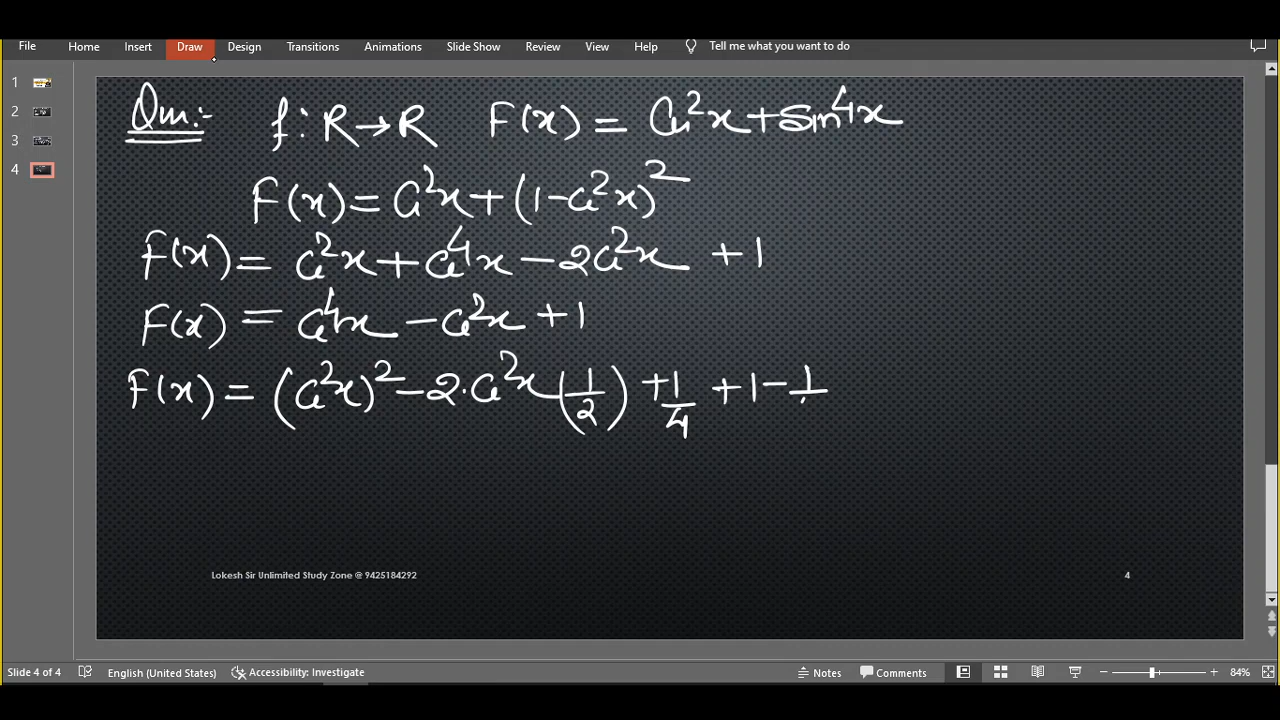 File Home Insert Draw Design Transitions Animations Slide Show Review View Help Tell me what you want to do
1
2
3
4
Qm:- f: R→R F(x) = Cos²x + Sin⁴x
F(x) = Cos²x + (1-Cos²x)²
F(x) = Cos²x + Cos⁴x - 2Cos²x + 1
F(x) = Cos⁴x - Cos²x + 1
F(x) = (Cos²x)² - 2·Cos²x (1/2) + 1/4 + 1 - 1/
Lokesh Sir Unlimited Study Zone @ 9425184292 4
Slide 4 of 4 English (United States) Accessibility: Investigate Notes Comments 84%